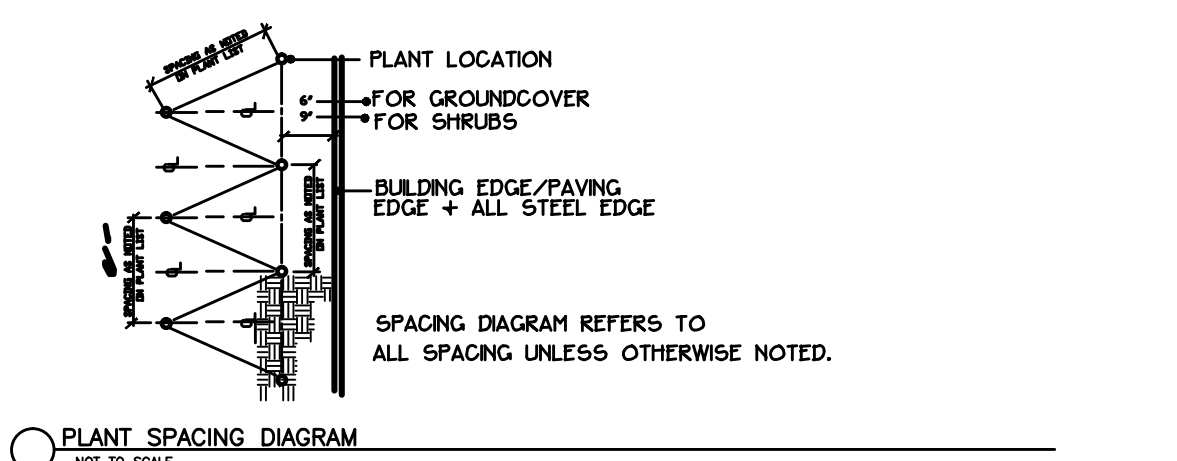 SPACING AS NOTED
ON PLANT LIST
PLANT LOCATION
6"
FOR GROUNDCOVER
9"
FOR SHRUBS
BUILDING EDGE/PAVING
EDGE + ALL STEEL EDGE
SPACING AS NOTED
ON PLANT LIST
SPACING AS NOTED
ON PLANT LIST
SPACING DIAGRAM REFERS TO
ALL SPACING UNLESS OTHERWISE NOTED.
PLANT SPACING DIAGRAM
NOT TO SCALE